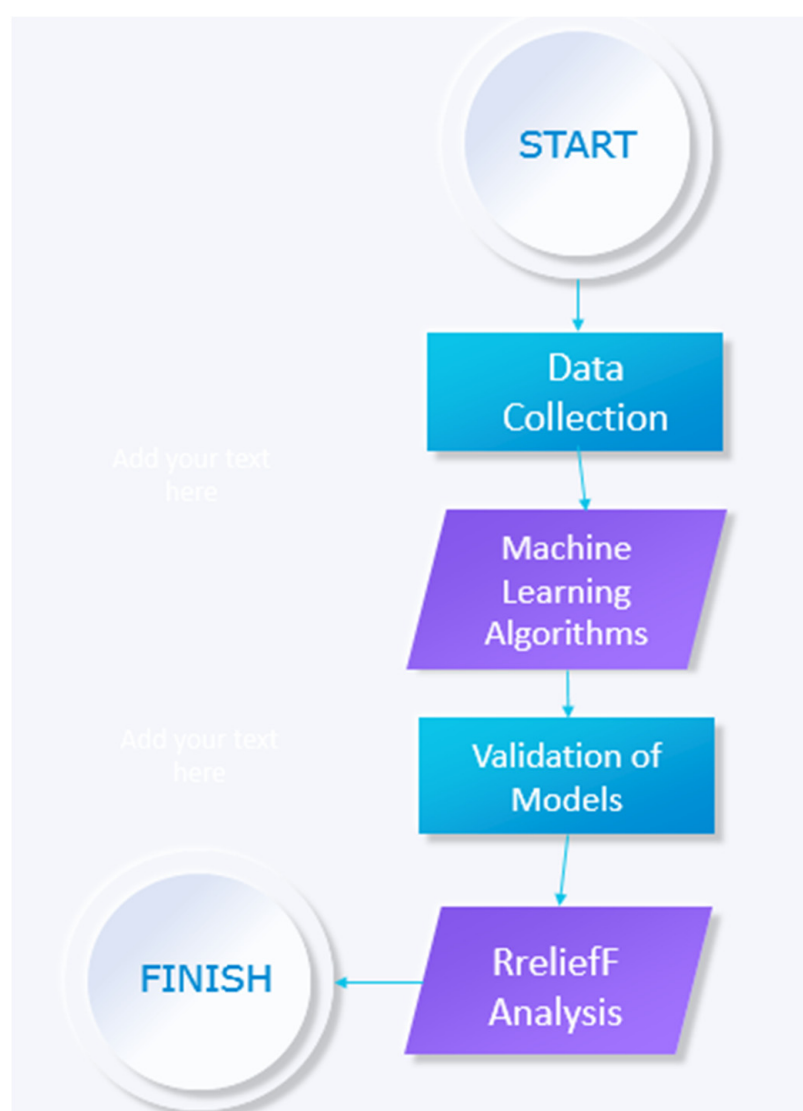 START
Data
Collection
Add your text
here
Machine
Learning
Algorithms
Add your text
here
Validation of
Models
FINISH
RreliefF
Analysis